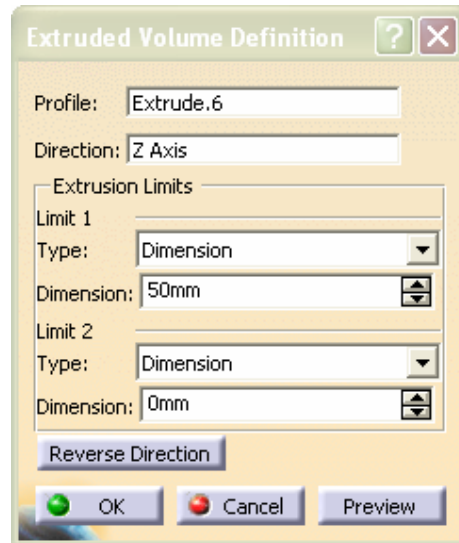 Extruded Volume Definition ? X
Profile: Extrude.6
Direction: Z Axis
Extrusion Limits
Limit 1
Type: Dimension
Dimension: 50mm
Limit 2
Type: Dimension
Dimension: 0mm
Reverse Direction
OK Cancel Preview